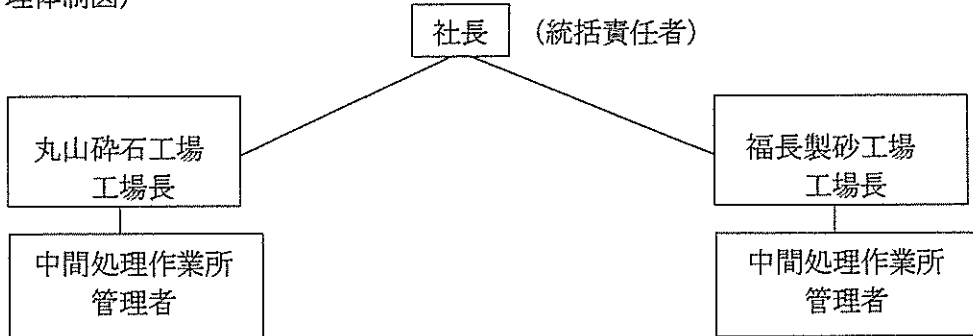 理体制図)
社長 (統括責任者)
丸山砕石工場
工場長
福長製砂工場
工場長
中間処理作業所
管理者
中間処理作業所
管理者